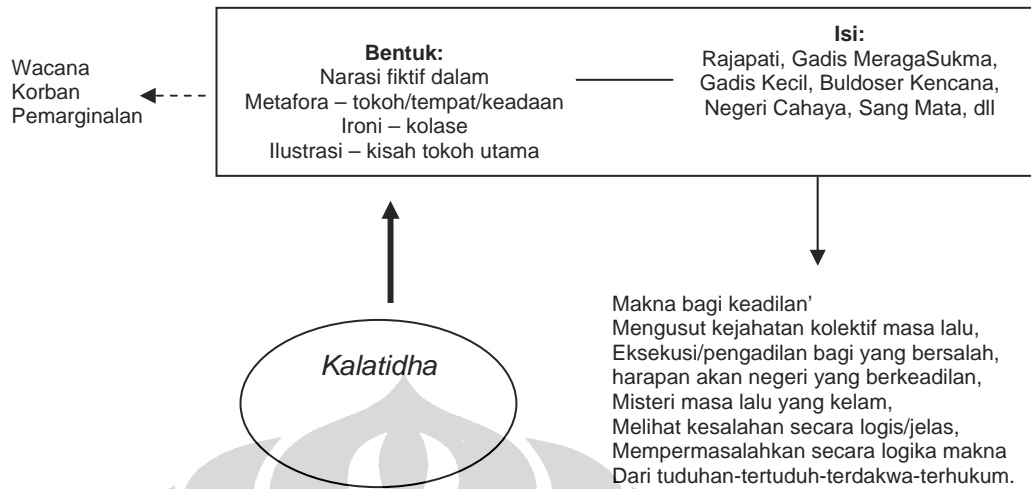 Wacana
Korban
Pemarginalan
Bentuk:
Narasi fiktif dalam
Metafora – tokoh/tempat/keadaan
Ironi – kolase
Ilustrasi – kisah tokoh utama
Isi:
Rajapati, Gadis MeragaSukma,
Gadis Kecil, Buldoser Kencana,
Negeri Cahaya, Sang Mata, dll
Kalatidha
Makna bagi keadilan’
Mengusut kejahatan kolektif masa lalu,
Eksekusi/pengadilan bagi yang bersalah,
harapan akan negeri yang berkeadilan,
Misteri masa lalu yang kelam,
Melihat kesalahan secara logis/jelas,
Mempermasalahkan secara logika makna
Dari tuduhan-tertuduh-terdakwa-terhukum.